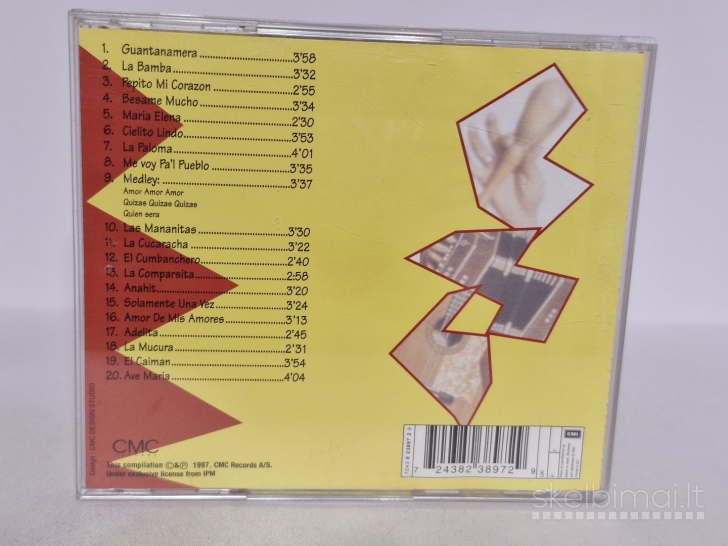 1. Guantanamera 3'58
2. La Bamba 3'32
3. Pepito Mi Corazon 2'55
4. Besame Mucho 3'34
5. Maria Elena 2'30
6. Cielito Lindo 3'53
7. La Paloma 4'01
8. Me voy Pa'l Pueblo 3'35
9. Medley: 3'37
Amor Amor Amor
Quizas Quizas Quizas
Quien sera
10. Las Mananitas 3'30
11. La Cucaracha 3'22
12. El Cumbanchero 2'40
13. La Comparsita 2:58
14. Anahit 3'20
15. Solamente Una Vez 3'24
16. Amor De Mis Amores 3'13
17. Adelita 2'45
18. La Mucura 2'31
19. El Caiman 3'54
20. Ave Maria 4'04
Design: CMC DESIGN STUDIO
CMC
This compilation ©&℗ 1997. CMC Records A/S.
Under exclusive license from IPM
7 24382 38972
EMI
skelbimai.lt